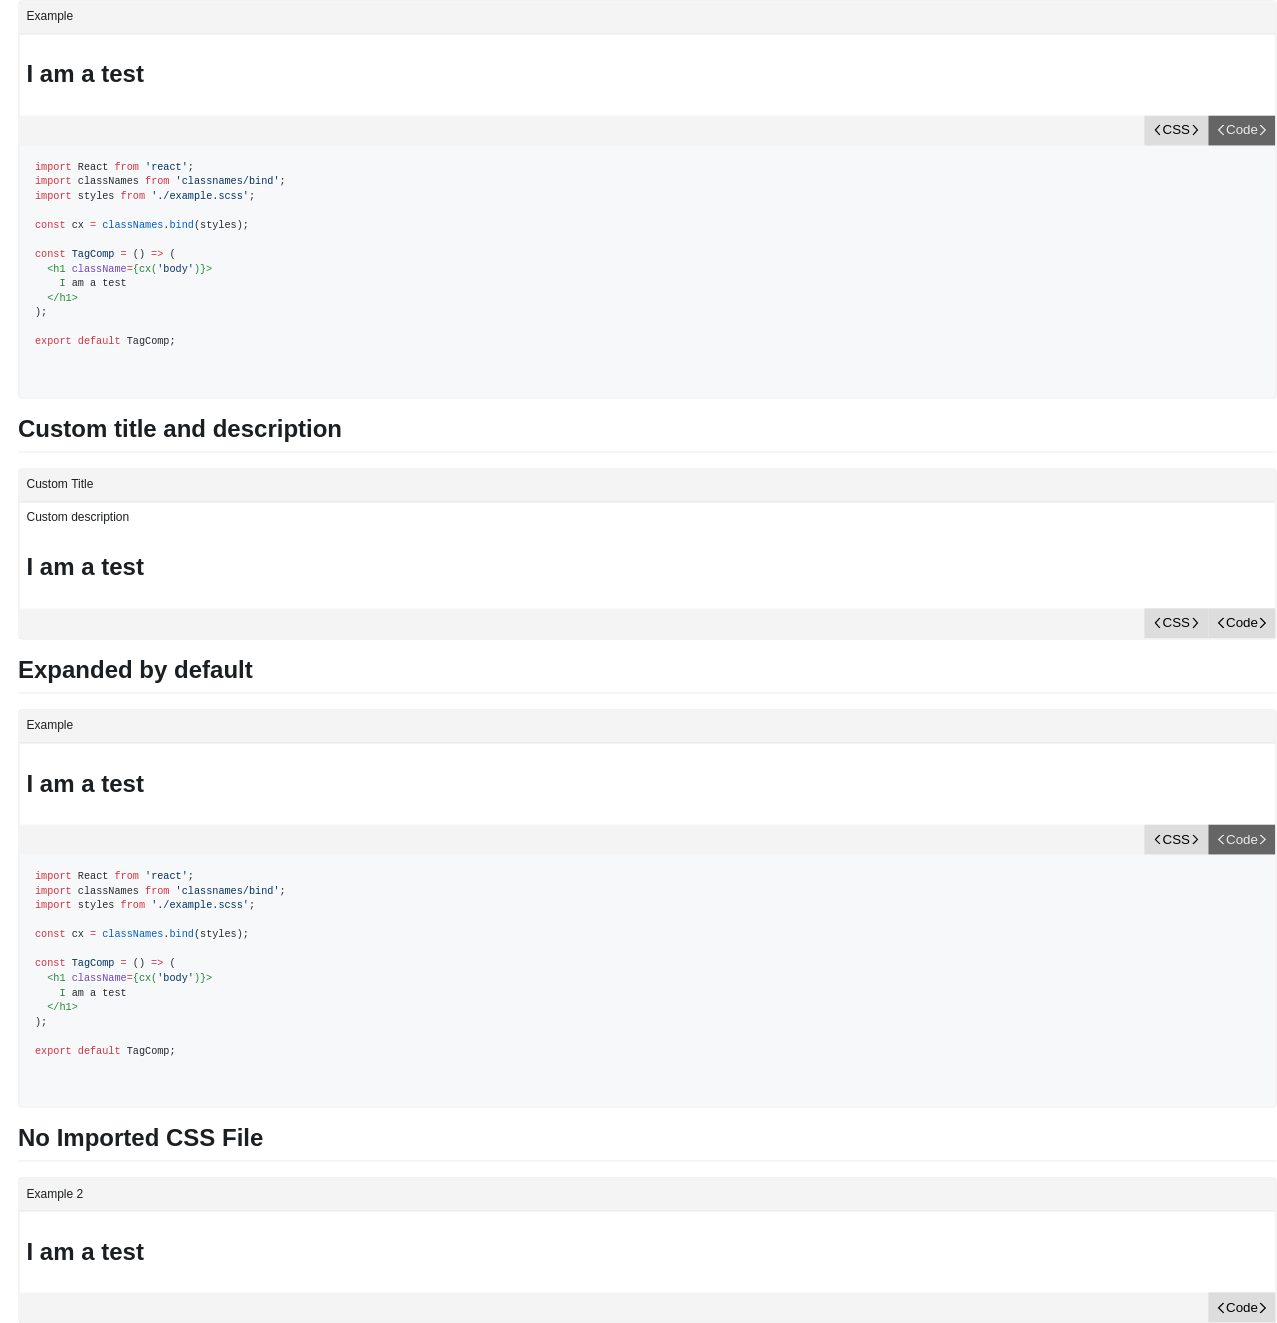 Example
I am a test
CSS Code
import React from 'react';
import classNames from 'classnames/bind';
import styles from './example.scss';
const cx = classNames.bind(styles);
const TagComp = () => (
  <h1 className={cx('body')}>
    I am a test
  </h1>
);
export default TagComp;
Custom title and description
Custom Title
Custom description
I am a test
CSS Code
Expanded by default
Example
I am a test
CSS Code
import React from 'react';
import classNames from 'classnames/bind';
import styles from './example.scss';
const cx = classNames.bind(styles);
const TagComp = () => (
  <h1 className={cx('body')}>
    I am a test
  </h1>
);
export default TagComp;
No Imported CSS File
Example 2
I am a test
Code